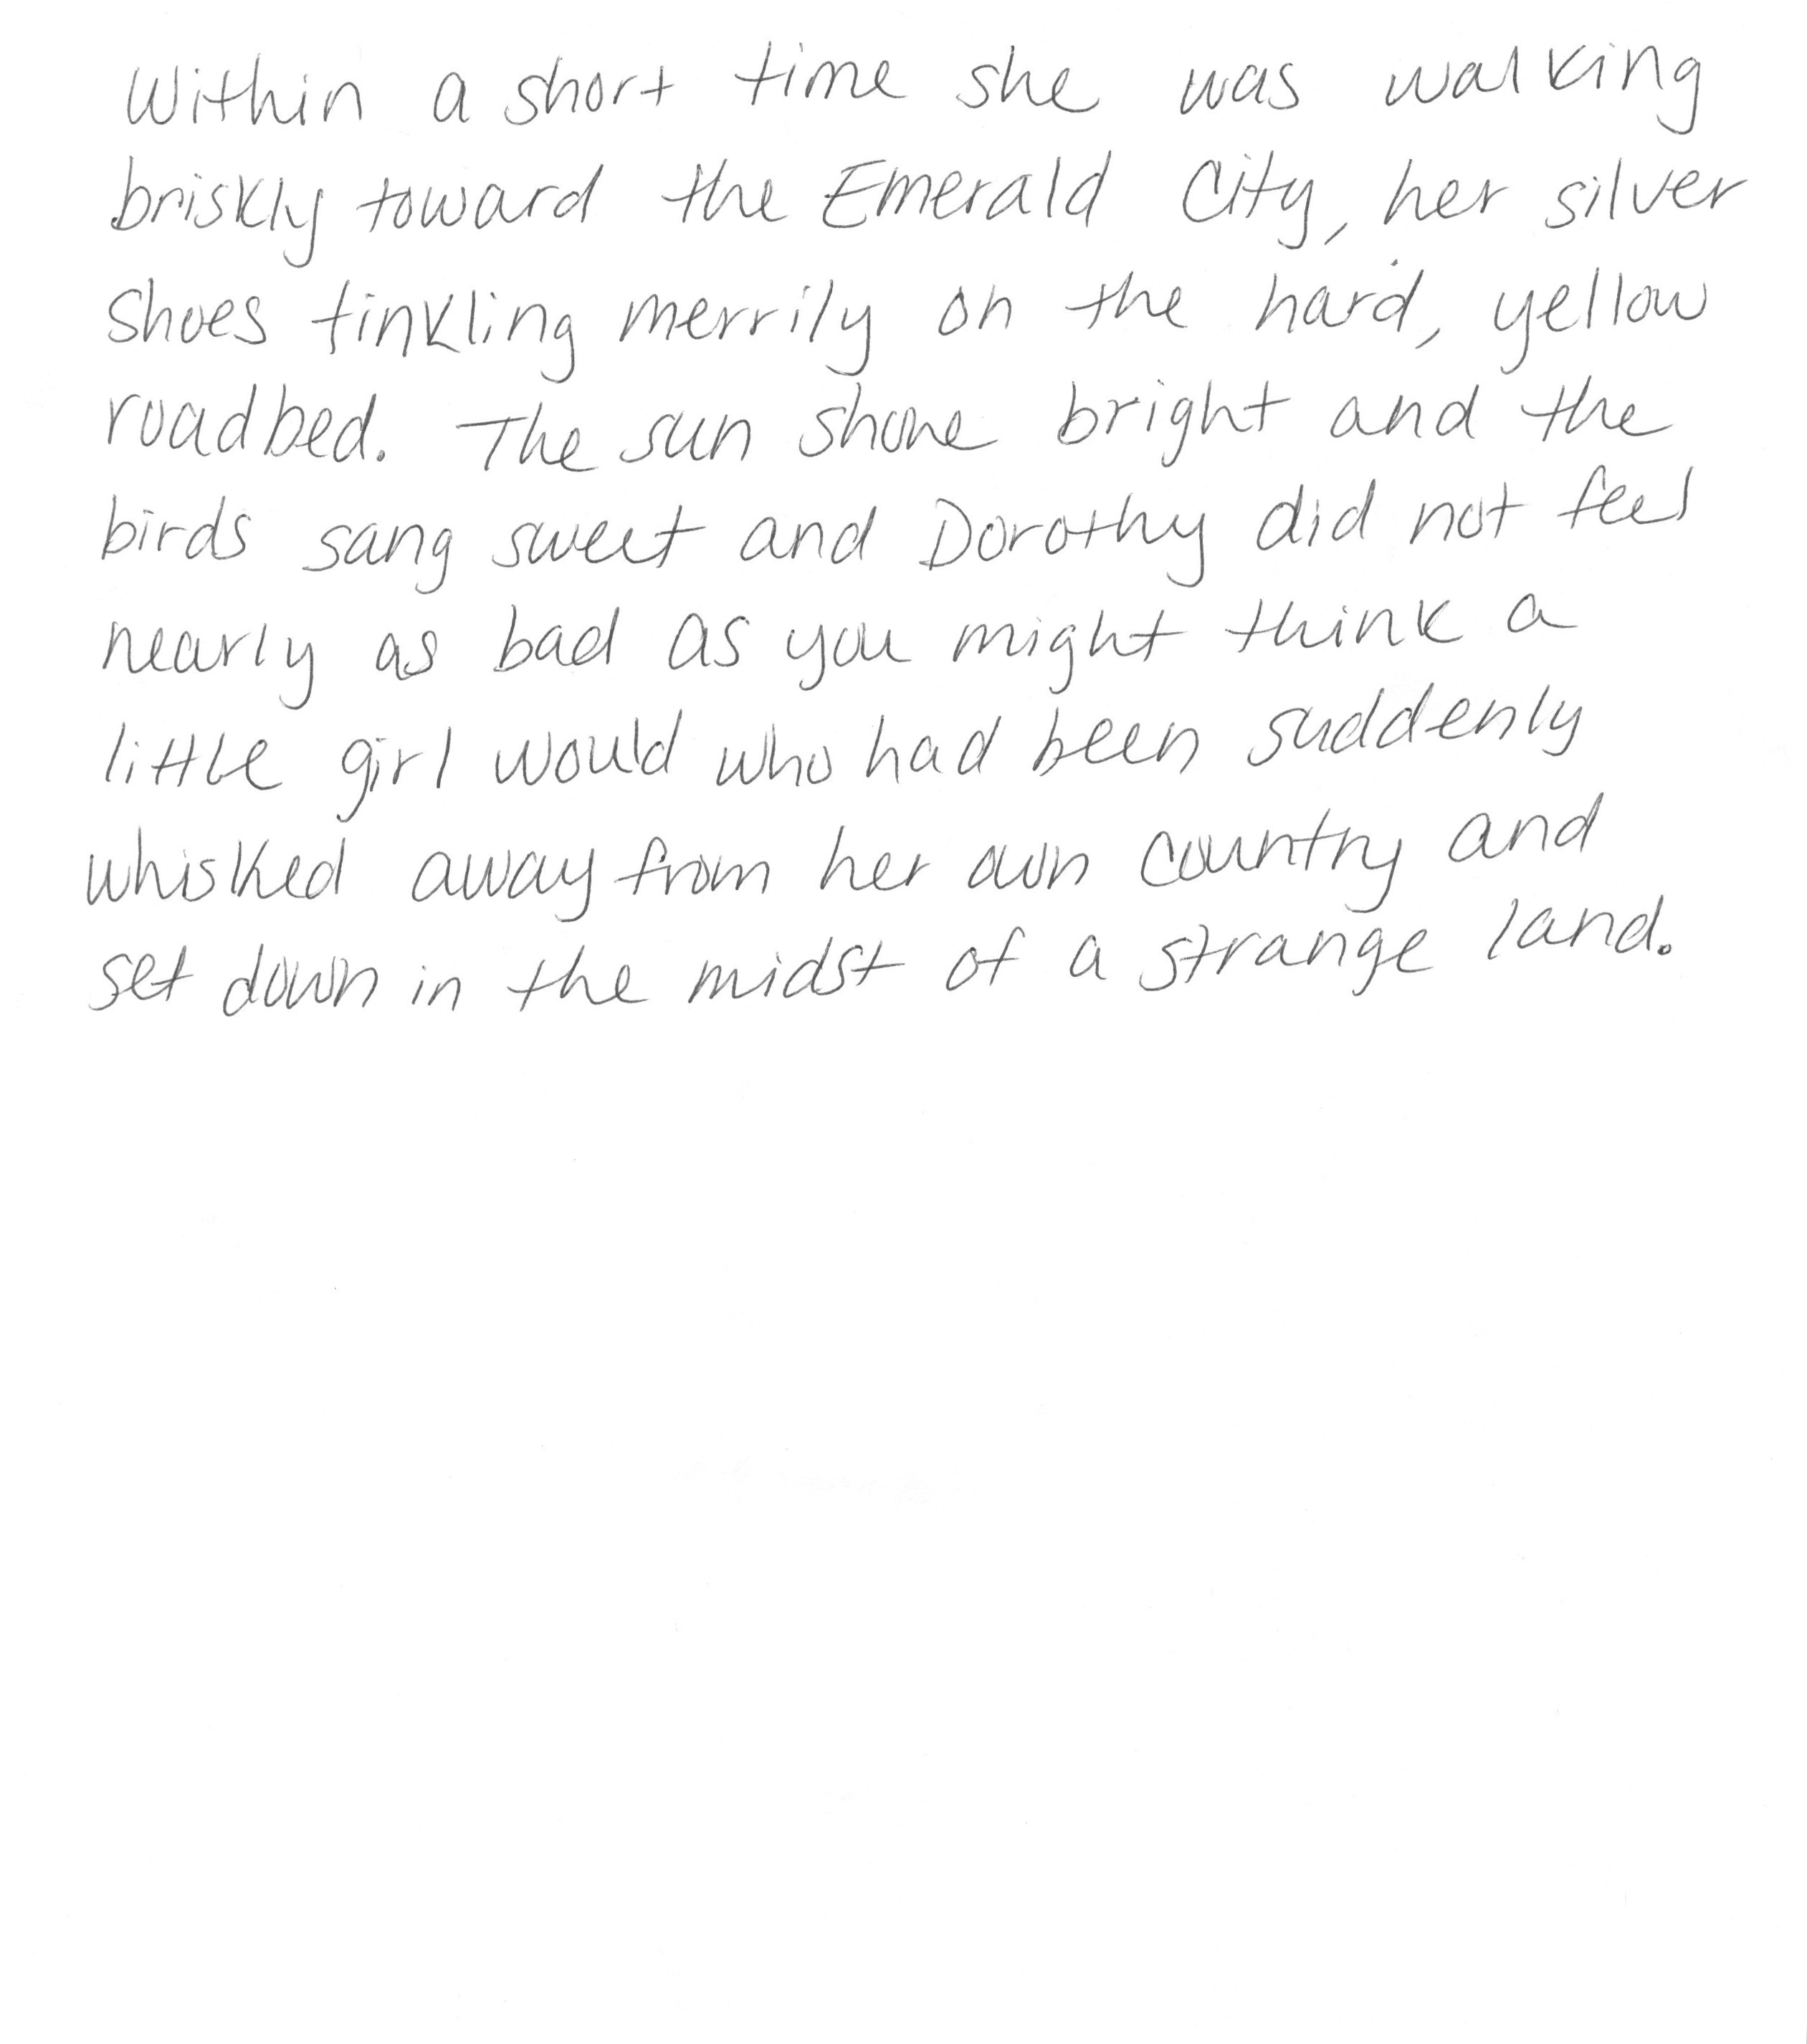 Within a short time she was walking
briskly toward the Emerald City, her silver
shoes tinkling merrily on the hard, yellow
roadbed. The sun shone bright and the
birds sang sweet and Dorothy did not feel
nearly as bad as you might think a
little girl would who had been suddenly
whisked away from her own country and
set down in the midst of a strange land.